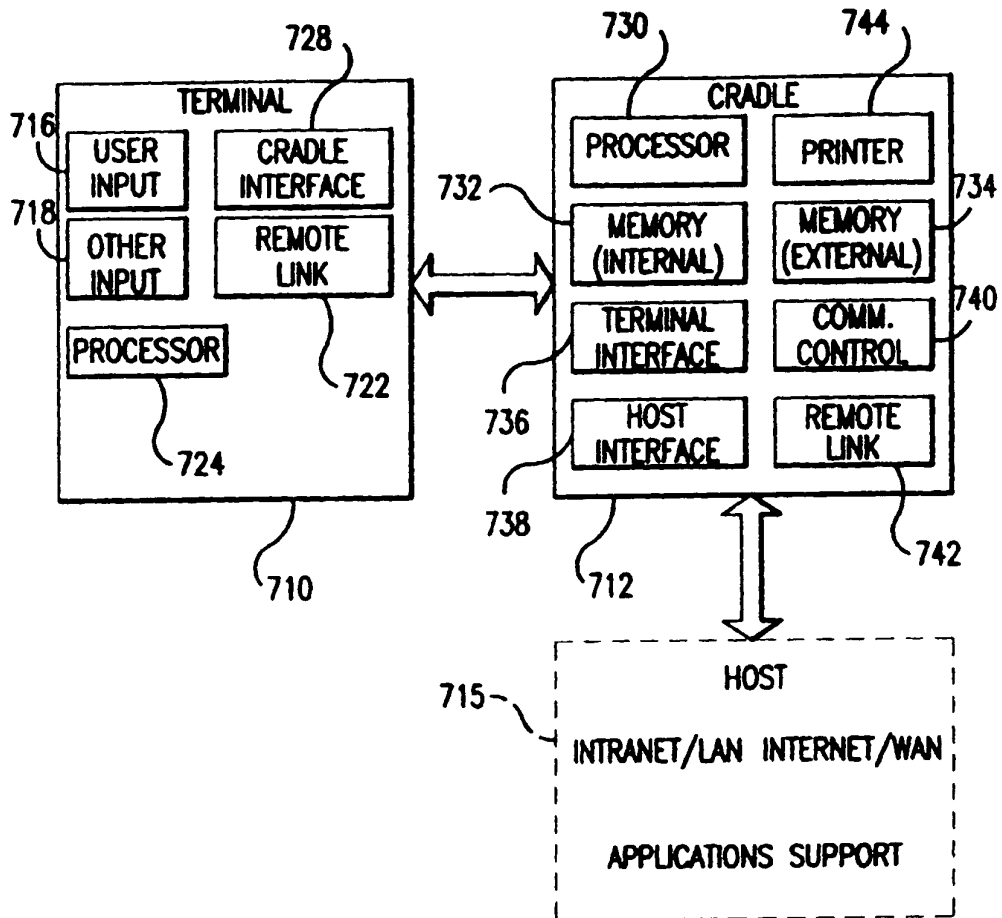 728
730
744
TERMINAL
CRADLE
716
USER
INPUT
CRADLE
INTERFACE
PROCESSOR
PRINTER
718
OTHER
INPUT
REMOTE
LINK
732
MEMORY
(INTERNAL)
MEMORY
(EXTERNAL)
734
PROCESSOR
TERMINAL
INTERFACE
COMM.
CONTROL
740
722
736
HOST
INTERFACE
REMOTE
LINK
724
738
742
710
712
HOST
715
INTRANET/LAN INTERNET/WAN
APPLICATIONS SUPPORT